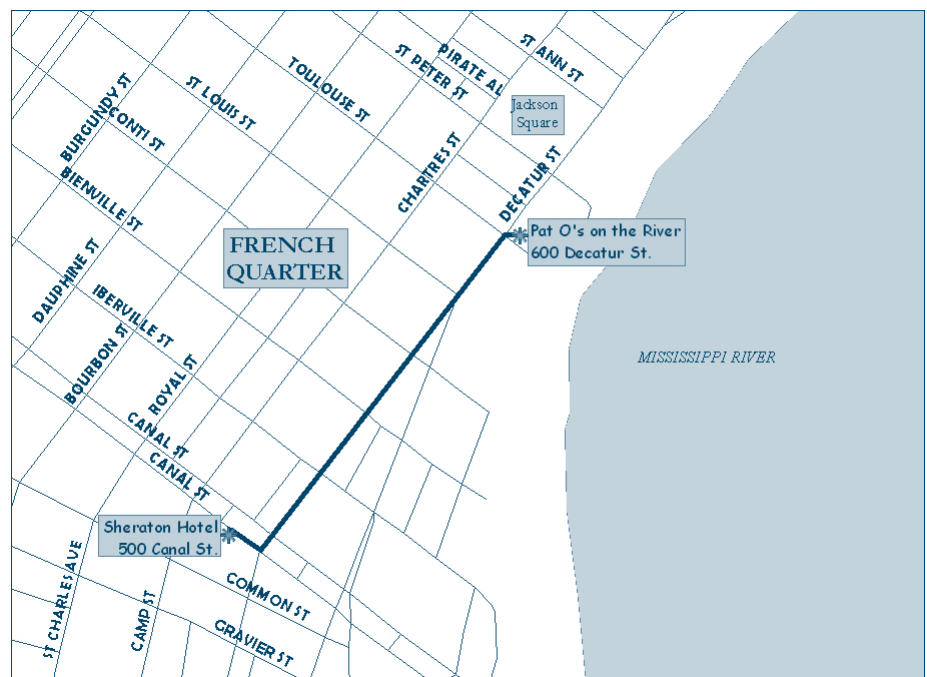 ST ANN ST
PIRATE AL
ST PETER ST
TOULOUSE ST
ST LOUIS ST
BURGUNDY ST
CONTI ST
Jackson
Square
CHARTRES ST
DECATUR ST
BIENVILLE ST
FRENCH
QUARTER
Pat O's on the River
600 Decatur St.
DAUPHINE ST
IBERVILLE ST
BOURBON ST
ROYAL ST
MISSISSIPPI RIVER
CANAL ST
CANAL ST
Sheraton Hotel
500 Canal St.
ST CHARLES AVE
CAMP ST
COMMON ST
GRAVIER ST